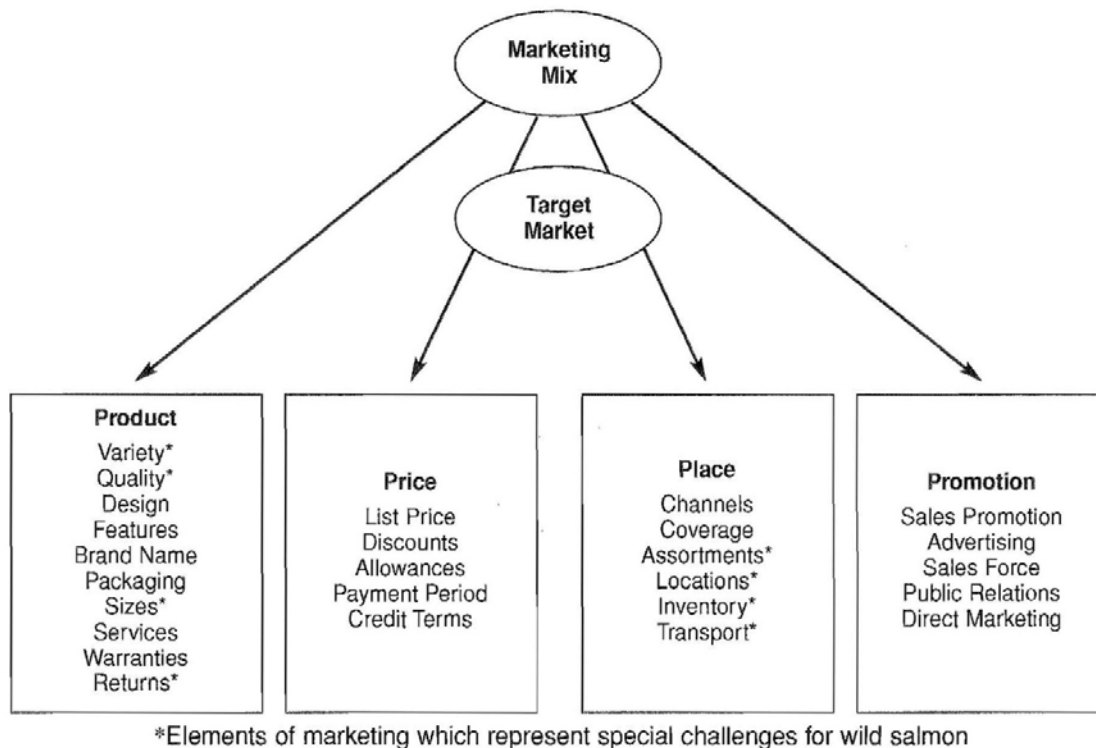 Marketing
Mix
Target
Market
Product
Variety*
Quality*
Design
Features
Brand Name
Packaging
Sizes*
Services
Warranties
Returns*
Price
List Price
Discounts
Allowances
Payment Period
Credit Terms
Place
Channels
Coverage
Assortments*
Locations*
Inventory*
Transport*
Promotion
Sales Promotion
Advertising
Sales Force
Public Relations
Direct Marketing
*Elements of marketing which represent special challenges for wild salmon